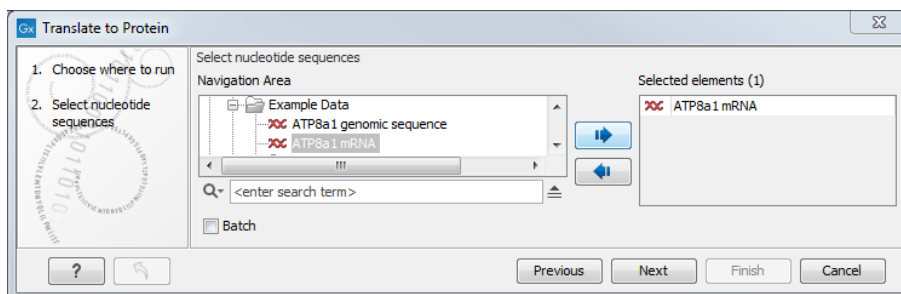 Gx Translate to Protein
1. Choose where to run
2. Select nucleotide
sequences
Select nucleotide sequences
Navigation Area
Example Data
ATP8a1 genomic sequence
ATP8a1 mRNA
<enter search term>
Batch
Selected elements (1)
ATP8a1 mRNA
?
Previous
Next
Finish
Cancel